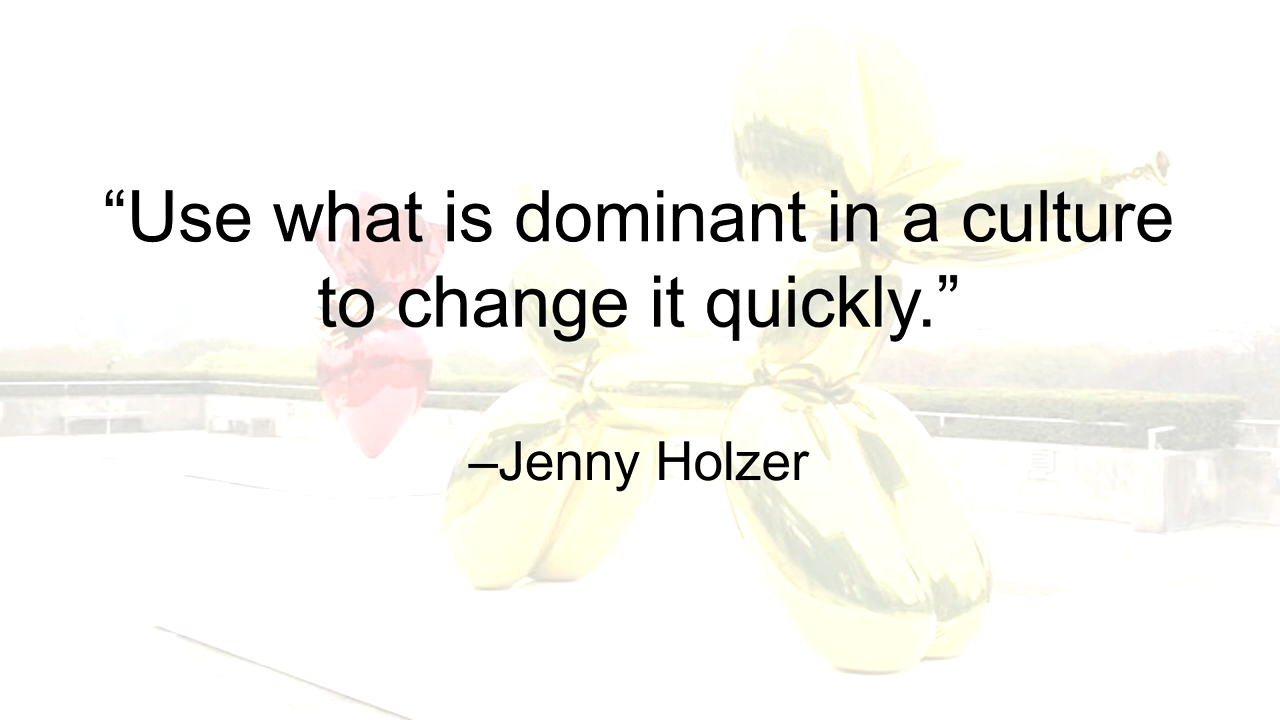 “Use what is dominant in a culture
to change it quickly.”
–Jenny Holzer